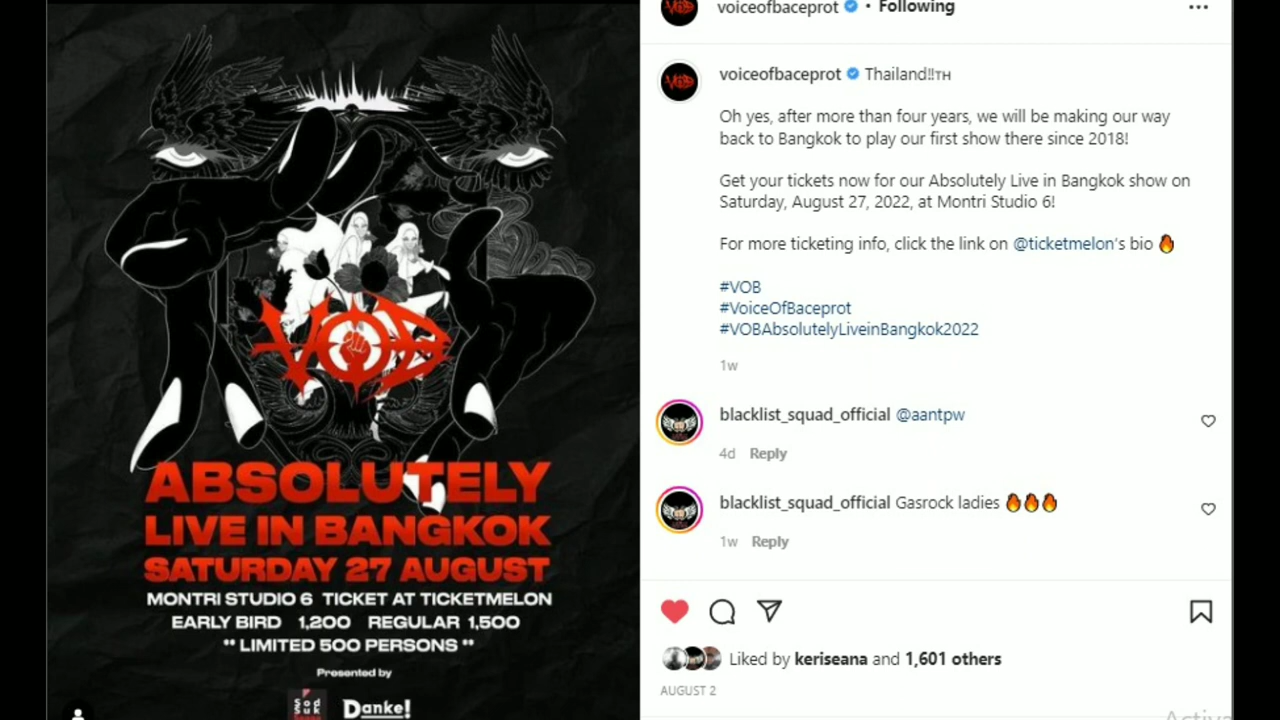 VOB
ABSOLUTELY
LIVE IN BANGKOK
SATURDAY 27 AUGUST
MONTRI STUDIO 6 TICKET AT TICKETMELON
EARLY BIRD 1,200 REGULAR 1,500
** LIMITED 500 PERSONS **
Presented by
Danke!
voiceofbaceprot • Following
voiceofbaceprot Thailand!!TH
Oh yes, after more than four years, we will be making our way
back to Bangkok to play our first show there since 2018!
Get your tickets now for our Absolutely Live in Bangkok show on
Saturday, August 27, 2022, at Montri Studio 6!
For more ticketing info, click the link on @ticketmelon's bio 🔥
#VOB
#VoiceOfBaceprot
#VOBAbsolutelyLiveinBangkok2022
1w
blacklist_squad_official @aantpw
4d Reply
blacklist_squad_official Gasrock ladies 🔥🔥🔥
1w Reply
Liked by keriseana and 1,601 others
AUGUST 2